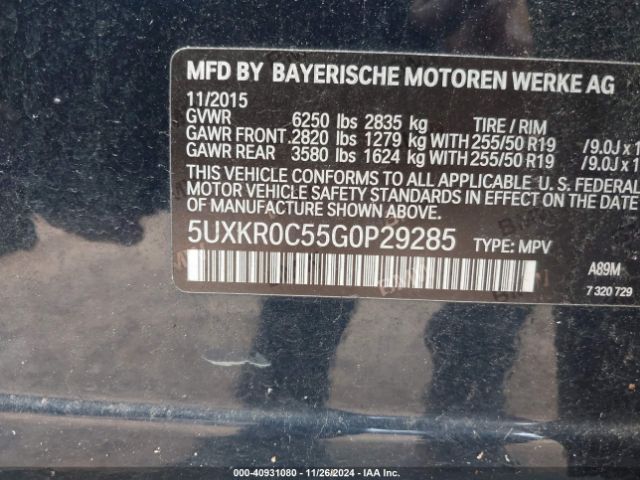 MFD BY BAYERISCHE MOTOREN WERKE AG
11/2015
GVWR 6250 lbs 2835 kg TIRE / RIM
GAWR FRONT 2820 lbs 1279 kg WITH 255/50 R19 /9.0J x 1
GAWR REAR 3580 lbs 1624 kg WITH 255/50 R19 /9.0J x 1
THIS VEHICLE CONFORMS TO ALL APPLICABLE U. S. FEDERAL
MOTOR VEHICLE SAFETY STANDARDS IN EFFECT ON THE DATE
OF MANUFACTURE SHOWN ABOVE.
5UXKR0C55G0P29285 TYPE: MPV
A89M
7 320 729
000-40931080 - 11/26/2024 - IAA Inc.